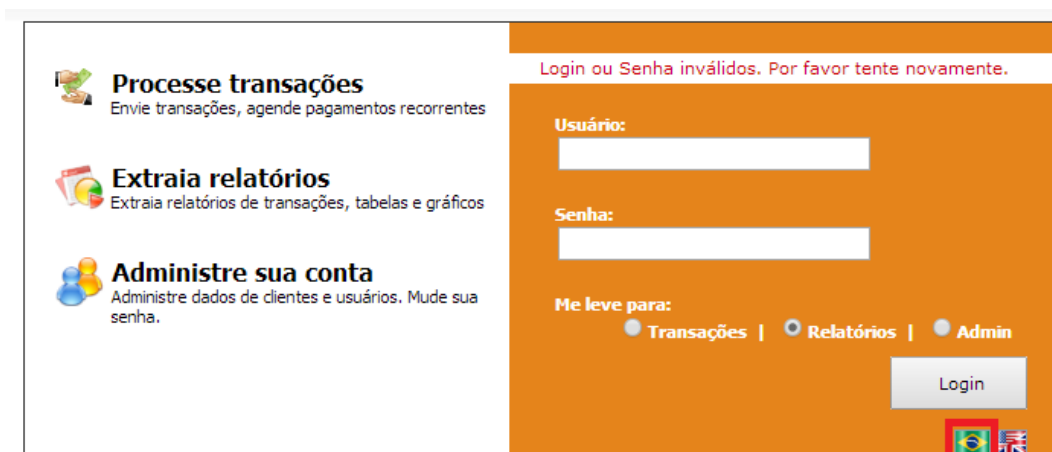 Processe transações
Envie transações, agende pagamentos recorrentes
Extraia relatórios
Extraia relatórios de transações, tabelas e gráficos
Administre sua conta
Administre dados de clientes e usuários. Mude sua
senha.
Login ou Senha inválidos. Por favor tente novamente.
Usuário:
Senha:
Me leve para:
Transações | Relatórios | Admin
Login